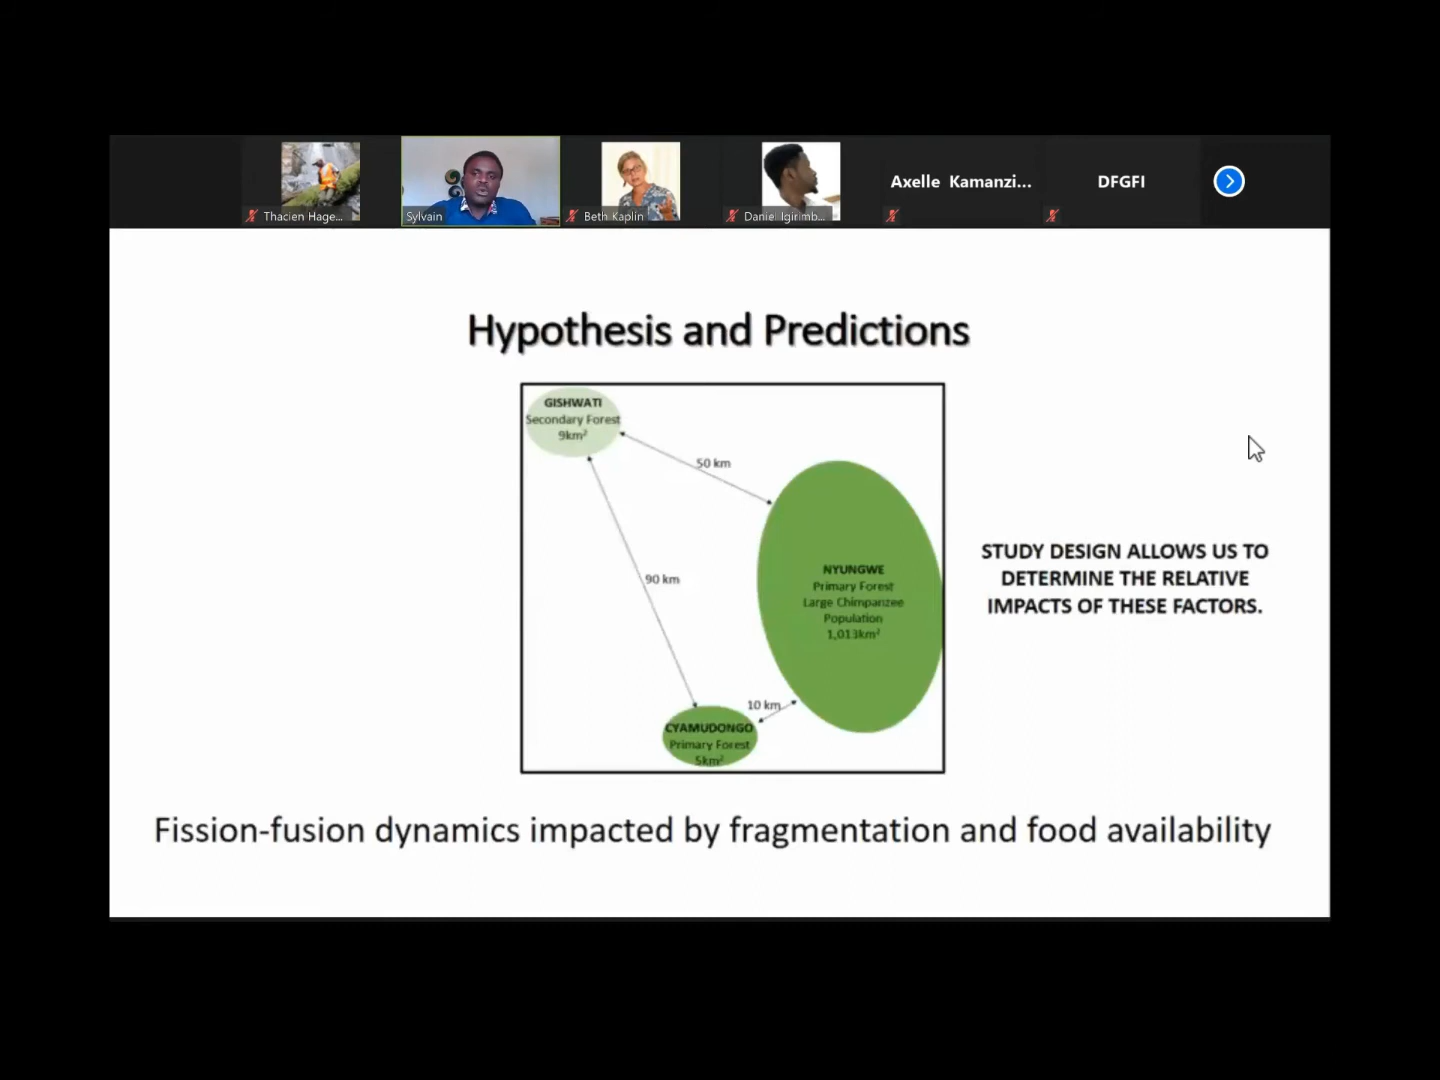 Thacien Hage...
Sylvain
Beth Kaplin
Daniel Igirimb...
Axelle Kamanzi...
DFGFI
Hypothesis and Predictions
GISHWATI
Secondary Forest
9km²
50 km
90 km
NYUNGWE
Primary Forest
Large Chimpanzee
Population
1,013km²
10 km
CYAMUDONGO
Primary Forest
5km²
STUDY DESIGN ALLOWS US TO
DETERMINE THE RELATIVE
IMPACTS OF THESE FACTORS.
Fission-fusion dynamics impacted by fragmentation and food availability